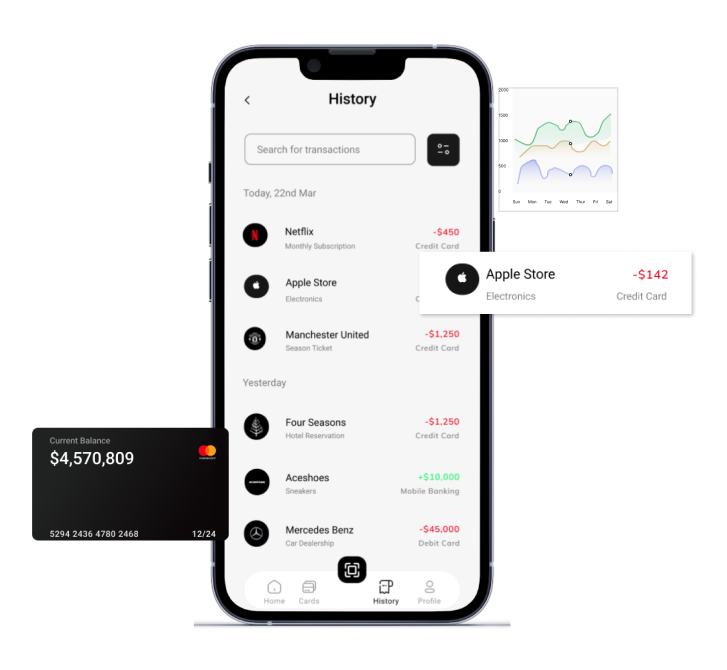 History
Search for transactions
Today, 22nd Mar
Netflix -$450
Monthly Subscription Credit Card
Apple Store
Electronics
Manchester United -$1,250
Season Ticket Credit Card
Yesterday
Four Seasons -$1,250
Hotel Reservation Credit Card
Aceshoes +$10,000
Sneakers Mobile Banking
Mercedes Benz -$45,000
Car Dealership Debit Card
Home Cards History Profile
2000
1500
1000
500
0
Sun Mon Tue Wed Thur Fri Sat
Apple Store -$142
Electronics Credit Card
Current Balance
$4,570,809
5294 2436 4780 2468 12/24